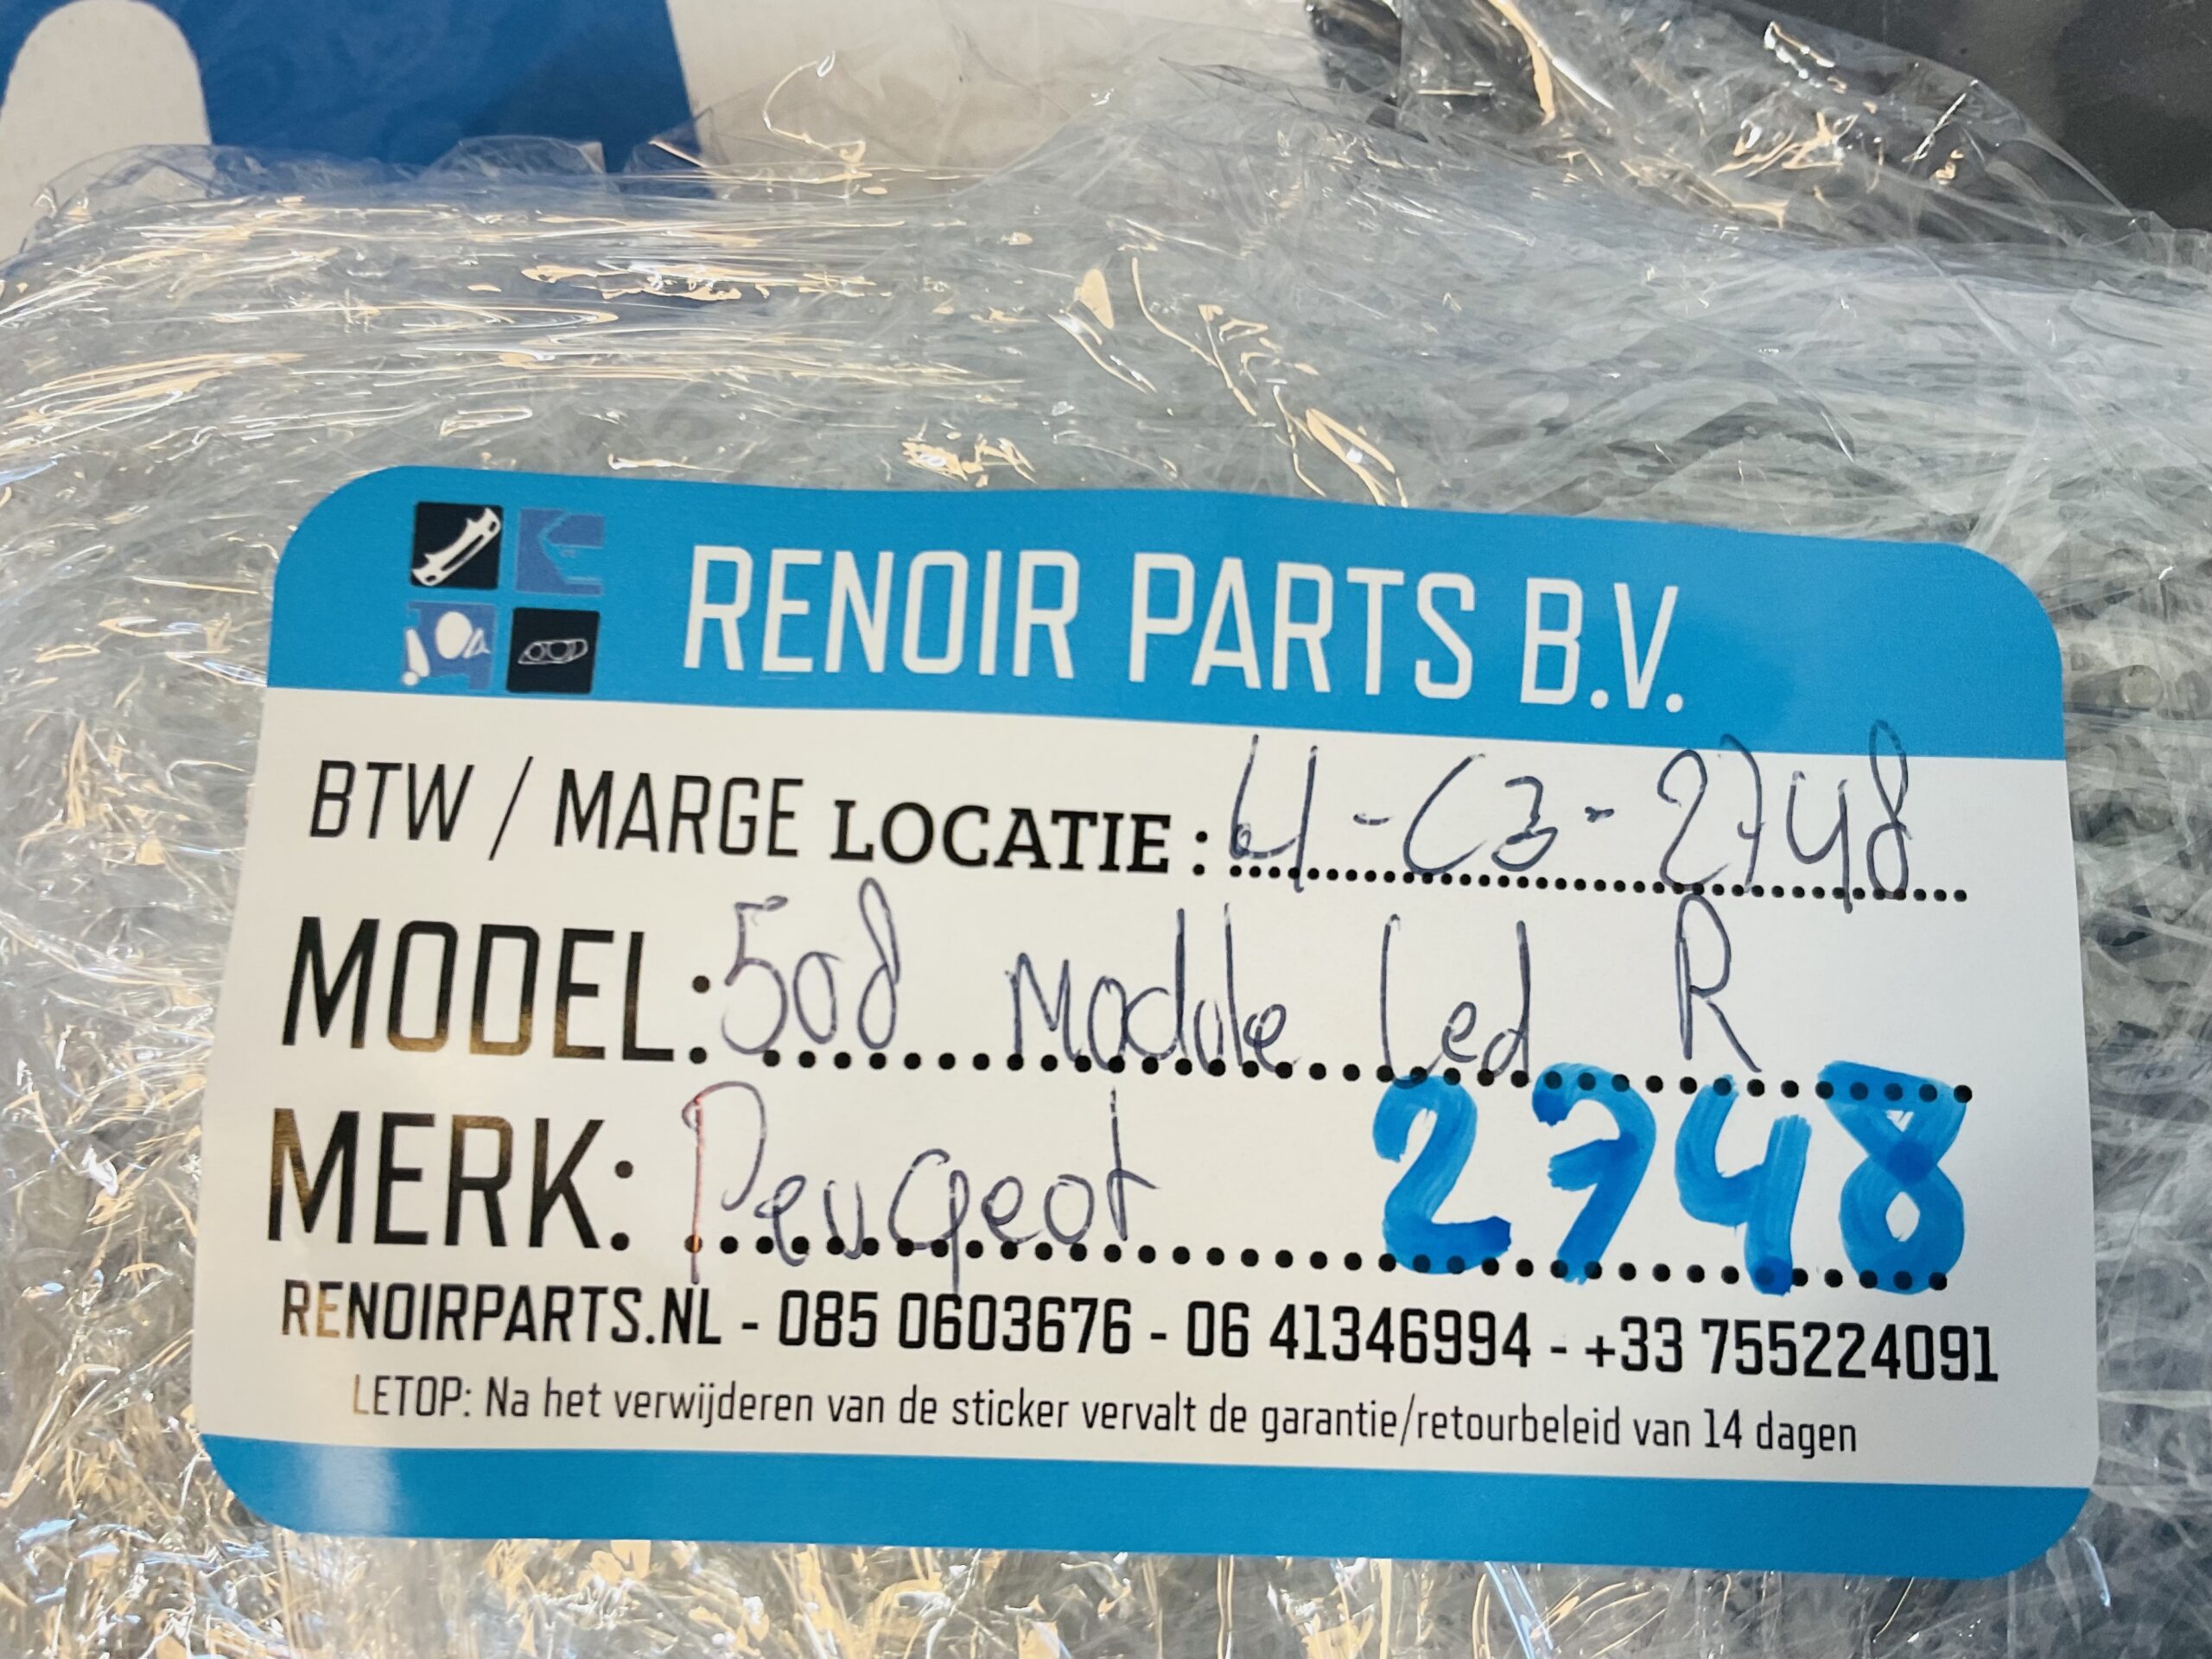 RENOIR PARTS B.V.
BTW / MARGE LOCATIE : 4-C3-2748
MODEL: 508 Module Led R
MERK: Peugeot 2748
RENOIRPARTS.NL - 085 0603676 - 06 41346994 - +33 755224091
LETOP: Na het verwijderen van de sticker vervalt de garantie/retourbeleid van 14 dagen